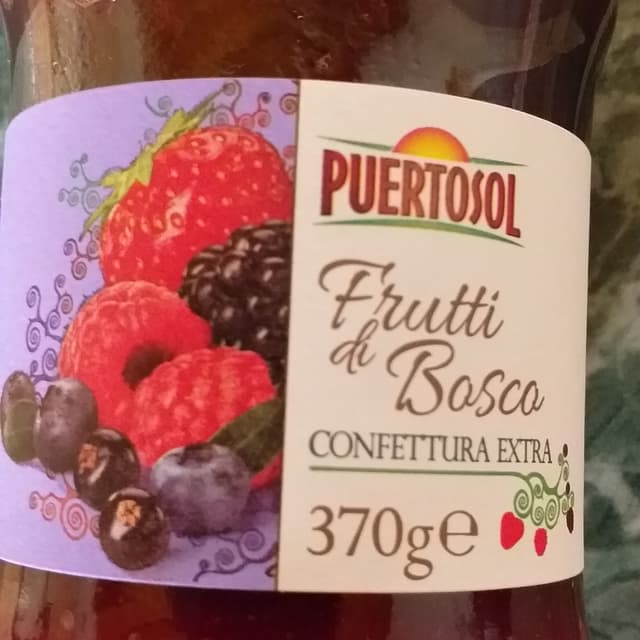 PUERTOSOL
Frutti
di Bosco
CONFETTURA EXTRA
370g℮